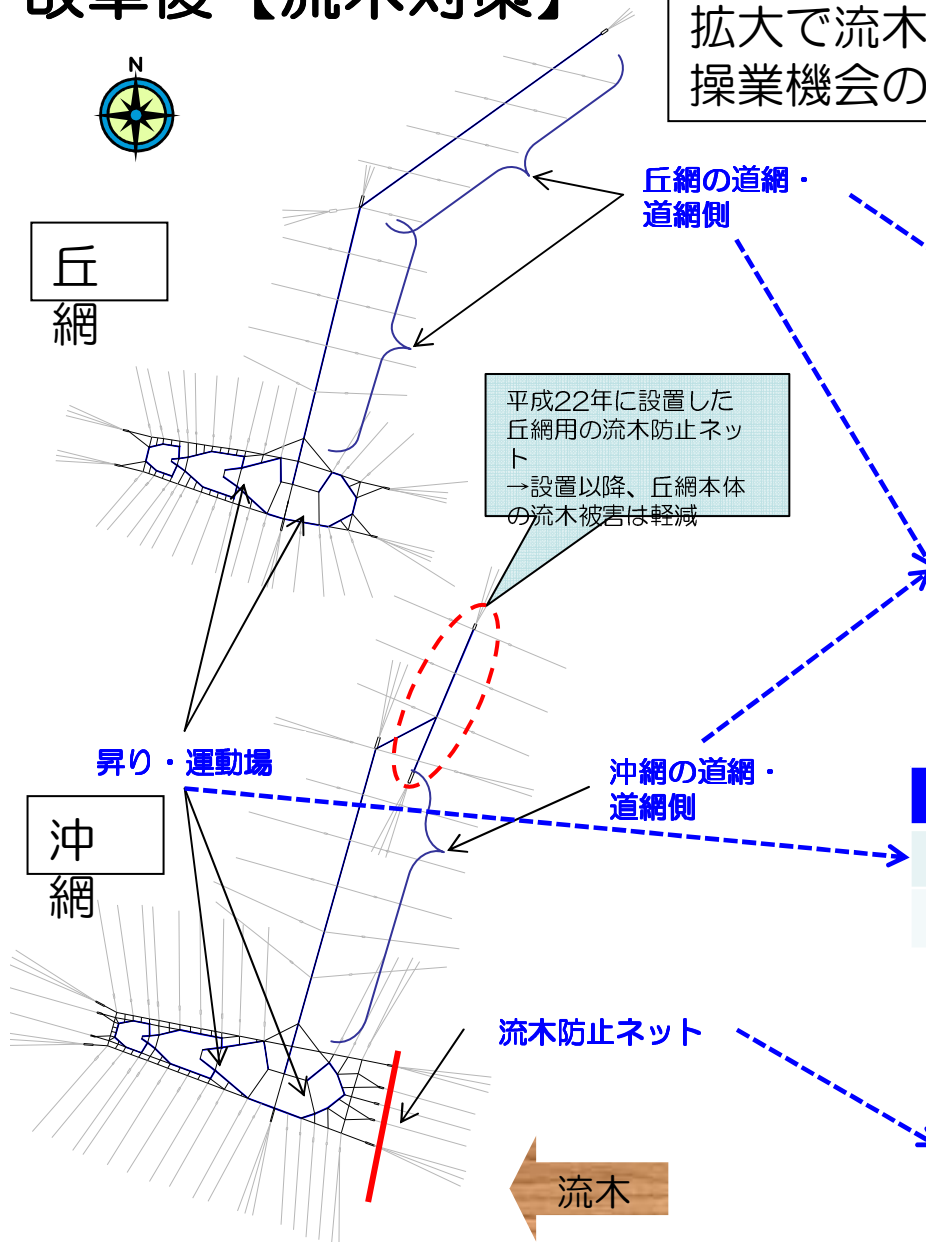 改革後【流木対策】
拡大で流木
操業機会の
N
丘網の道網・
道網側
丘
網
平成22年に設置した
丘網用の流木防止ネッ
ト
→設置以降、丘網本体
の流木被害は軽減
昇り・運動場
沖網の道網・
道網側
沖
網
流木防止ネット
流木